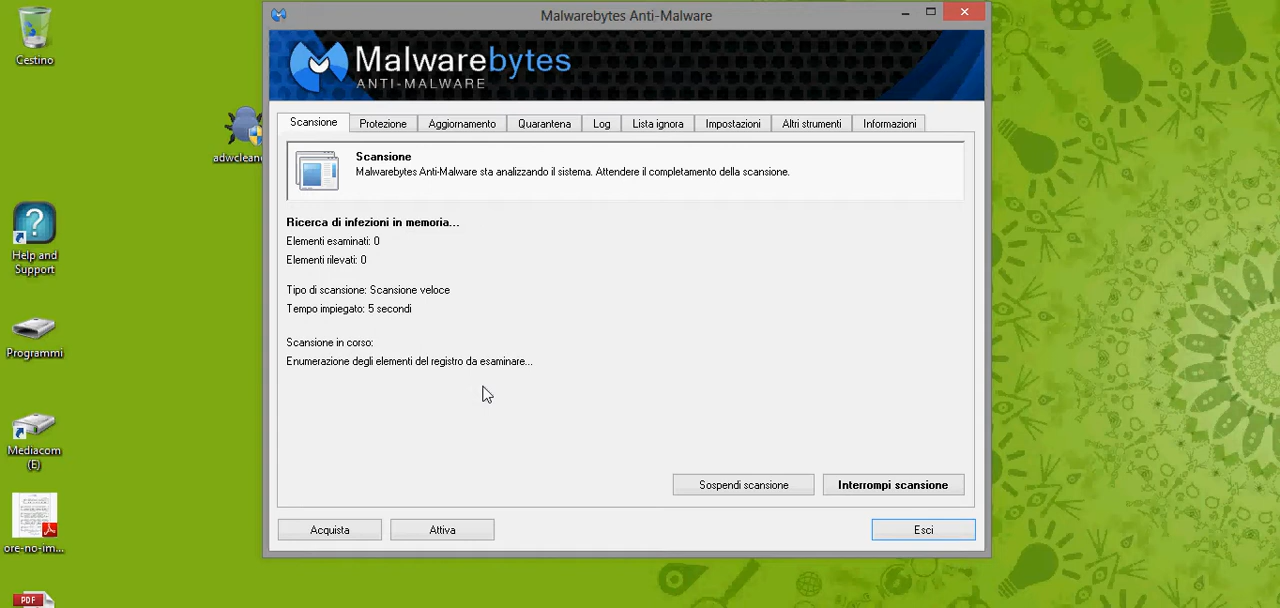 Malwarebytes Anti-Malware
Malwarebytes
ANTI-MALWARE
Scansione
Protezione
Aggiornamento
Quarantena
Log
Lista ignora
Impostazioni
Altri strumenti
Informazioni
Scansione
Malwarebytes Anti-Malware sta analizzando il sistema. Attendere il completamento della scansione.
Ricerca di infezioni in memoria...
Elementi esaminati: 0
Elementi rilevati: 0
Tipo di scansione: Scansione veloce
Tempo impiegato: 5 secondi
Scansione in corso:
Enumerazione degli elementi del registro da esaminare...
Sospendi scansione
Interrompi scansione
Acquista
Attiva
Esci
Cestino
adwclean
Help and
Support
Programmi
Mediacom
(E)
ore-no-im...
PDF